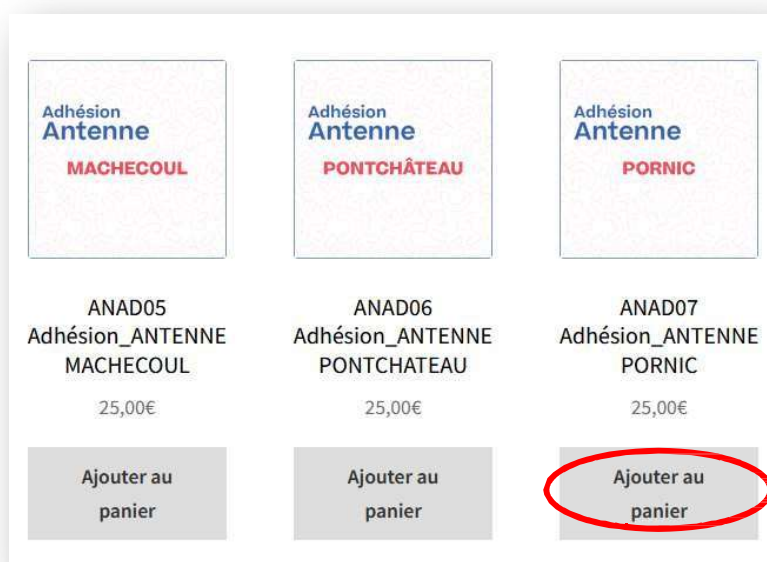 Adhésion
Antenne
MACHECOUL
Adhésion
Antenne
PONTCHÂTEAU
Adhésion
Antenne
PORNIC
ANAD05
Adhésion_ANTENNE
MACHECOUL
25,00€
Ajouter au
panier
ANAD06
Adhésion_ANTENNE
PONTCHATEAU
25,00€
Ajouter au
panier
ANAD07
Adhésion_ANTENNE
PORNIC
25,00€
Ajouter au
panier